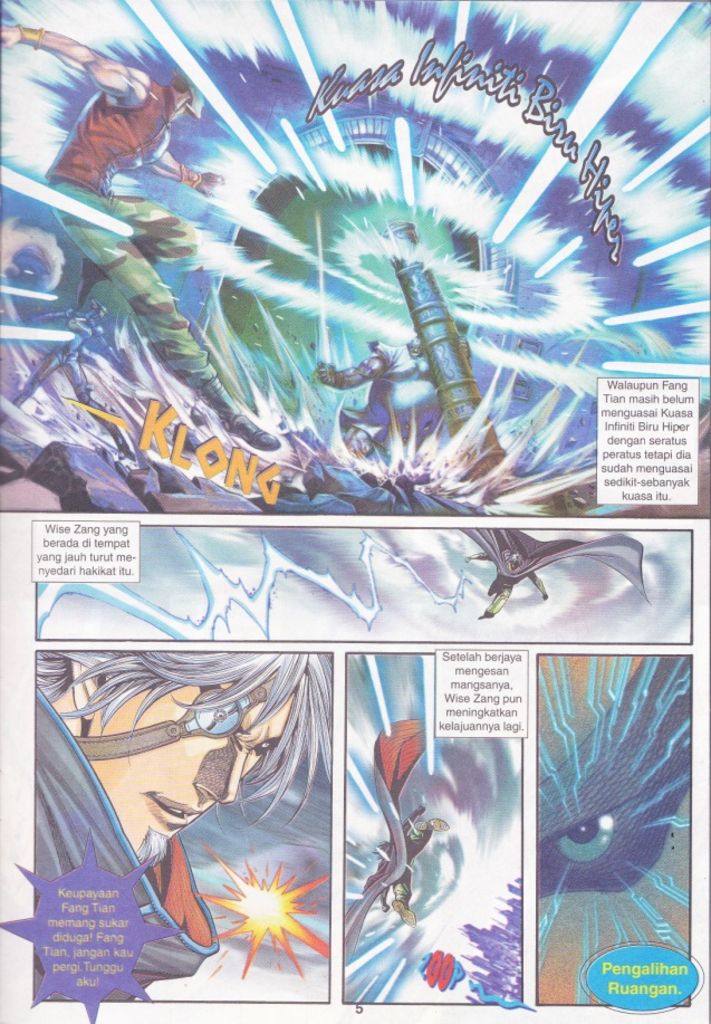 Kuasa Infiniti Biru Hiper
Walaupun Fang
Tian masih belum
menguasai Kuasa
Infiniti Biru Hiper
dengan seratus
peratus tetapi dia
sudah menguasai
sedikit-sebanyak
kuasa itu.
KLONG
Wise Zang yang
berada di tempat
yang jauh turut me-
nyedari hakikat itu.
Setelah berjaya
mengesan
mangsanya,
Wise Zang pun
meningkatkan
kelajuannya lagi.
Keupayaan
Fang Tian
memang sukar
diduga! Fang
Tian, jangan kau
pergi.Tunggu
aku!
ZOOP
Pengalihan
Ruangan.
5